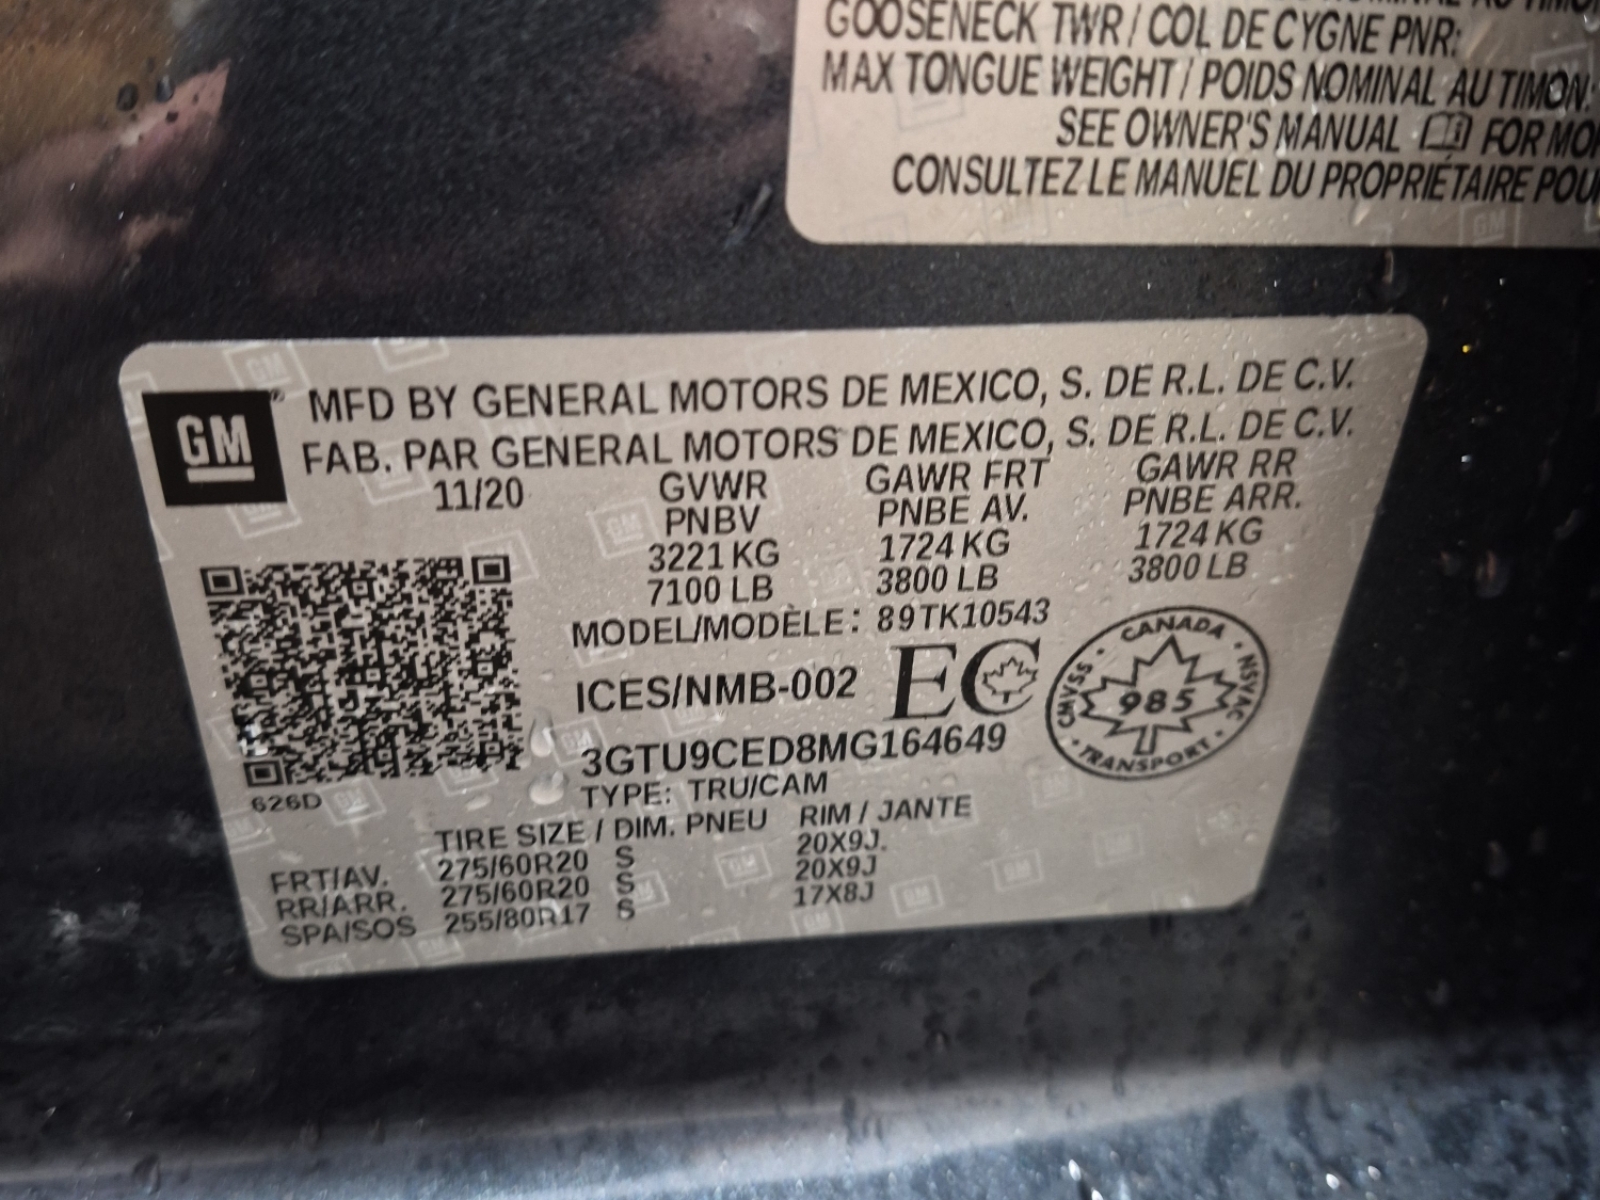 GOOSENECK TWR / COL DE CYGNE PNR:
MAX TONGUE WEIGHT / POIDS NOMINAL AU TIMON:
SEE OWNER'S MANUAL FOR MOR
CONSULTEZ LE MANUEL DU PROPRIÉTAIRE POUR
GM
MFD BY GENERAL MOTORS DE MEXICO, S. DE R.L. DE C.V.
FAB. PAR GENERAL MOTORS DE MEXICO, S. DE R.L. DE C.V.
11/20 GVWR GAWR FRT GAWR RR
PNBV PNBE AV. PNBE ARR.
3221 KG 1724 KG 1724 KG
7100 LB 3800 LB 3800 LB
MODEL/MODÈLE: 89TK10543
ICES/NMB-002 EC
CANADA
CMVSS 985 NSVAC
TRANSPORT
3GTU9CED8MG164649
TYPE: TRU/CAM
626D
TIRE SIZE / DIM. PNEU RIM / JANTE
FRT/AV. 275/60R20 S 20X9J.
RR/ARR. 275/60R20 S 20X9J
SPA/SOS 255/80R17 S 17X8J